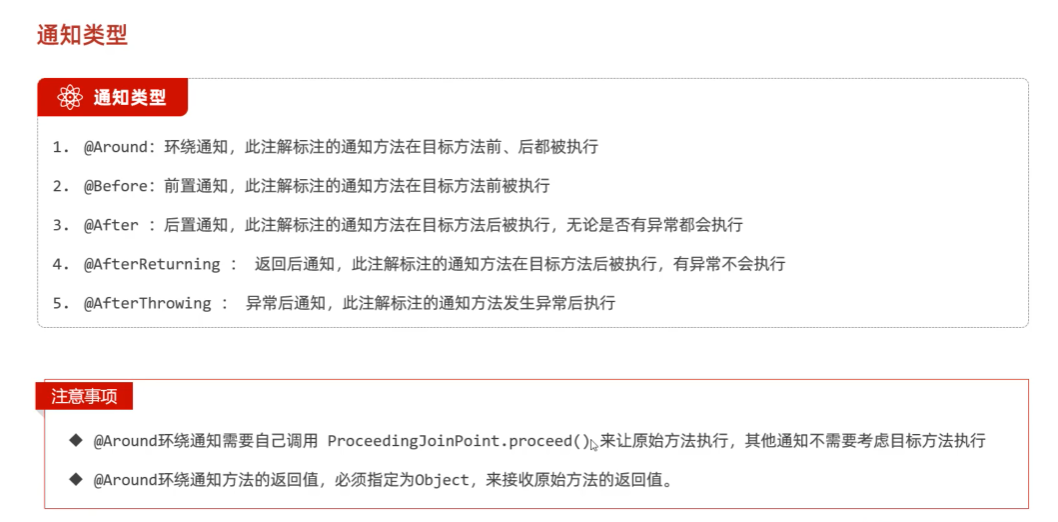 通知类型
通知类型
1. @Around：环绕通知，此注解标注的通知方法在目标方法前、后都被执行
2. @Before：前置通知，此注解标注的通知方法在目标方法前被执行
3. @After ：后置通知，此注解标注的通知方法在目标方法后被执行，无论是否有异常都会执行
4. @AfterReturning ： 返回后通知，此注解标注的通知方法在目标方法后被执行，有异常不会执行
5. @AfterThrowing ： 异常后通知，此注解标注的通知方法发生异常后执行
注意事项
◆ @Around环绕通知需要自己调用 ProceedingJoinPoint.proceed() 来让原始方法执行，其他通知不需要考虑目标方法执行
◆ @Around环绕通知方法的返回值，必须指定为Object，来接收原始方法的返回值。